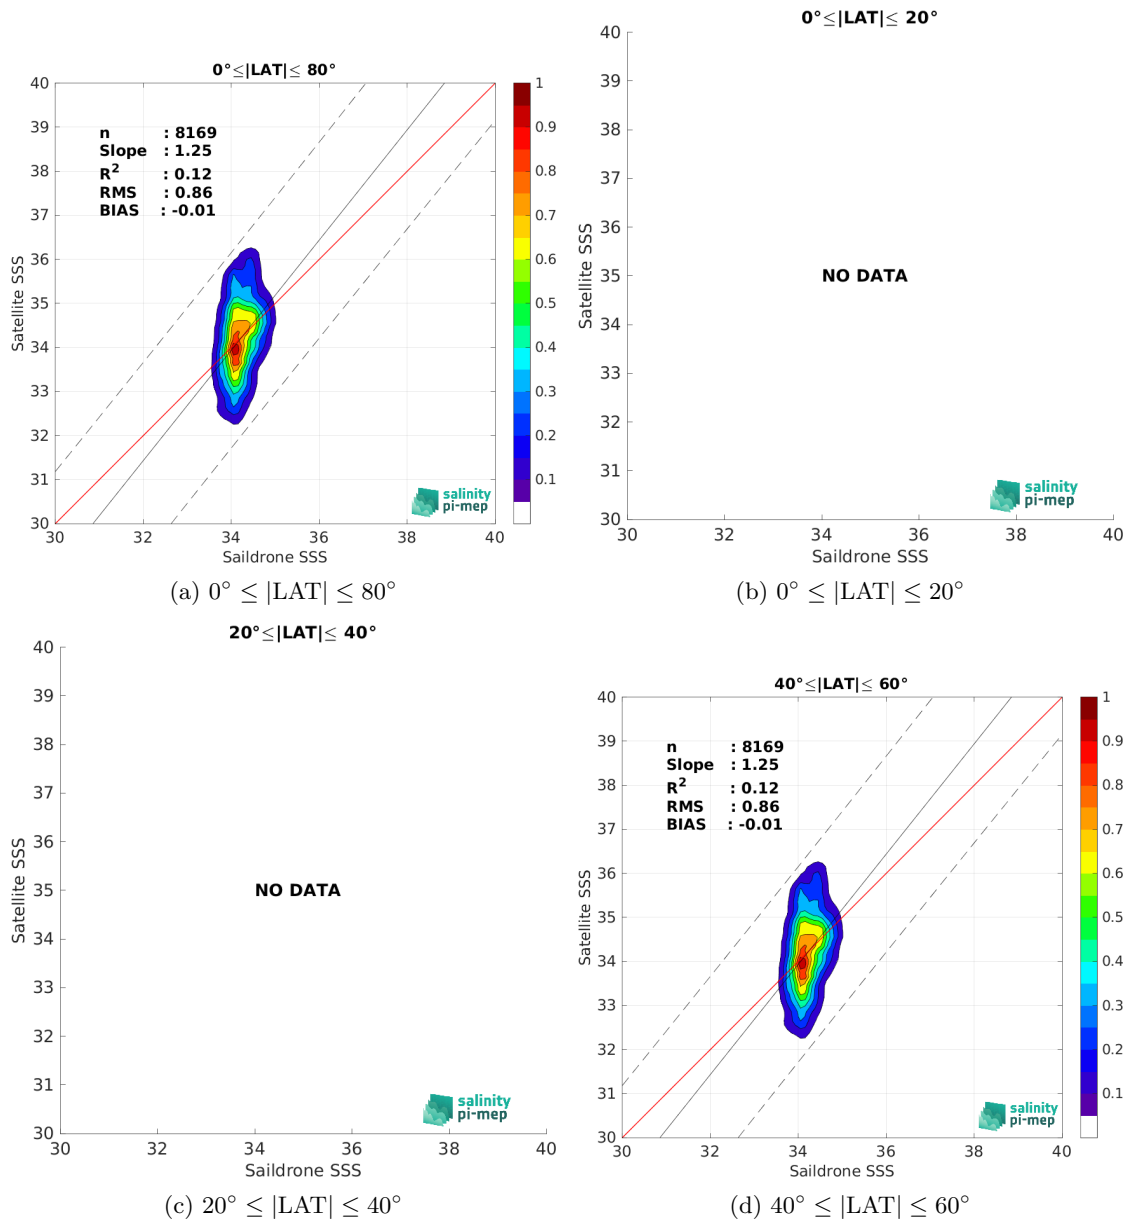 0°≤|LAT|≤ 80°
40
39
38
37
36
35
34
33
32
31
30
Satellite SSS
n : 8169
Slope : 1.25
R² : 0.12
RMS : 0.86
BIAS : -0.01
salinity
pi-mep
30 32 34 36 38 40
Saildrone SSS
1
0.9
0.8
0.7
0.6
0.5
0.4
0.3
0.2
0.1
(a) 0° ≤ |LAT| ≤ 80°
0°≤|LAT|≤ 20°
40
39
38
37
36
35
34
33
32
31
30
Satellite SSS
NO DATA
salinity
pi-mep
30 32 34 36 38 40
Saildrone SSS
(b) 0° ≤ |LAT| ≤ 20°
20°≤|LAT|≤ 40°
40
39
38
37
36
35
34
33
32
31
30
Satellite SSS
NO DATA
salinity
pi-mep
30 32 34 36 38 40
Saildrone SSS
(c) 20° ≤ |LAT| ≤ 40°
40°≤|LAT|≤ 60°
40
39
38
37
36
35
34
33
32
31
30
Satellite SSS
n : 8169
Slope : 1.25
R² : 0.12
RMS : 0.86
BIAS : -0.01
salinity
pi-mep
30 32 34 36 38 40
Saildrone SSS
1
0.9
0.8
0.7
0.6
0.5
0.4
0.3
0.2
0.1
(d) 40° ≤ |LAT| ≤ 60°